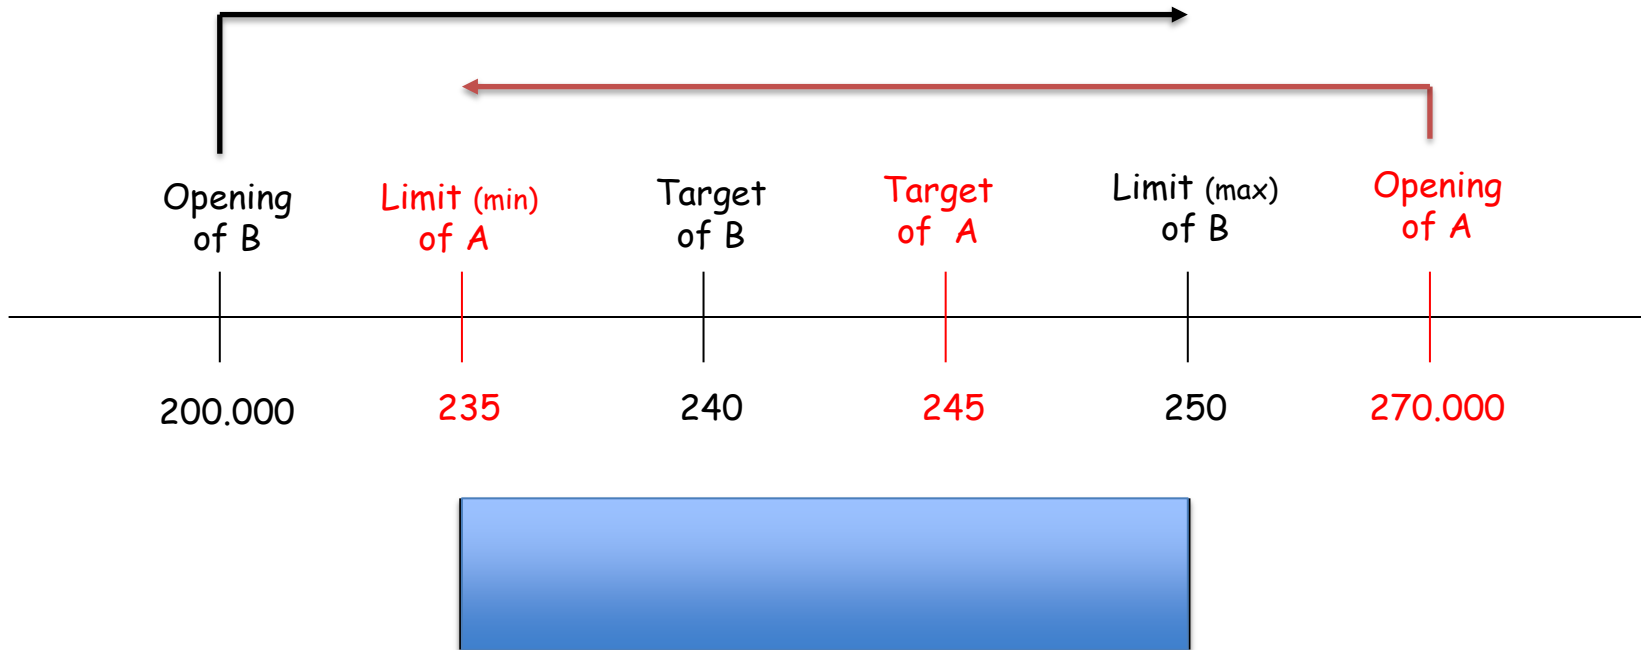 Opening
of B
Limit (min)
of A
Target
of B
Target
of A
Limit (max)
of B
Opening
of A
200.000
235
240
245
250
270.000